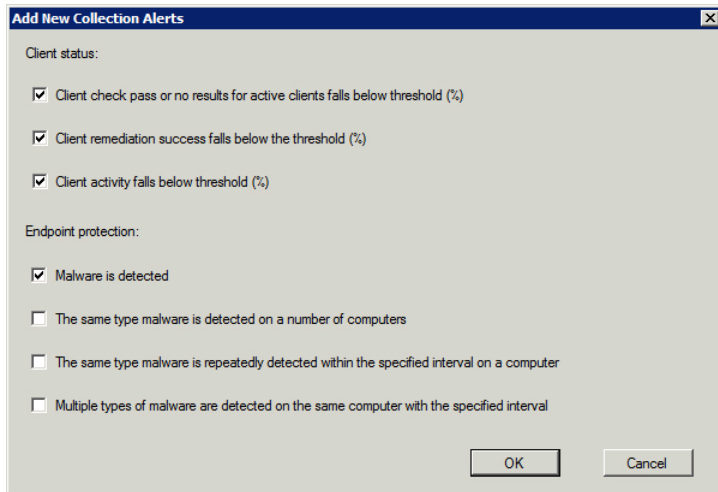 Add New Collection Alerts
Client status:
Client check pass or no results for active clients falls below threshold (%)
Client remediation success falls below the threshold (%)
Client activity falls below threshold (%)
Endpoint protection:
Malware is detected
The same type malware is detected on a number of computers
The same type malware is repeatedly detected within the specified interval on a computer
Multiple types of malware are detected on the same computer with the specified interval
OK Cancel